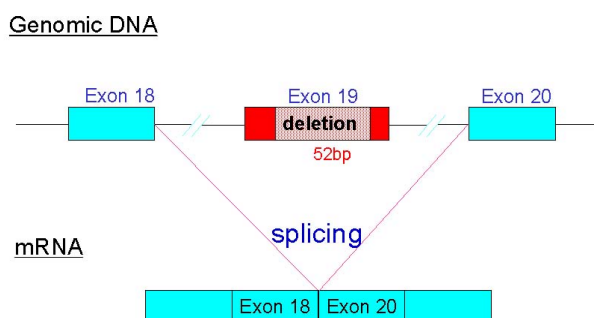 Genomic DNA
Exon 18 Exon 19 Exon 20
deletion
52bp
splicing
mRNA
Exon 18 Exon 20